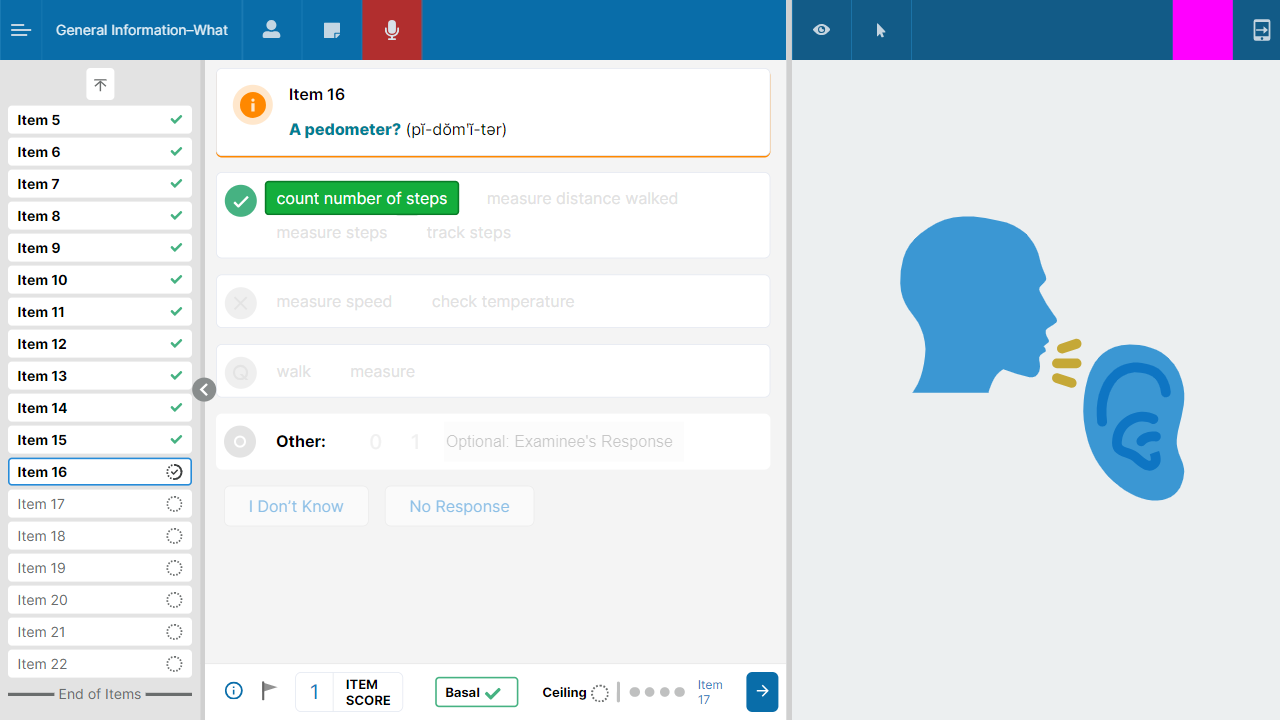 General Information–What
Item 5
Item 6
Item 7
Item 8
Item 9
Item 10
Item 11
Item 12
Item 13
Item 14
Item 15
Item 16
Item 17
Item 18
Item 19
Item 20
Item 21
Item 22
End of Items
i
Item 16
A pedometer? (pĭ-dŏm'ĭ-tər)
count number of steps measure distance walked
measure steps track steps
measure speed check temperature
Q walk measure
O Other: 0 1 Optional: Examinee's Response
I Don't Know No Response
1 ITEM
SCORE
Basal
Ceiling
Item
17